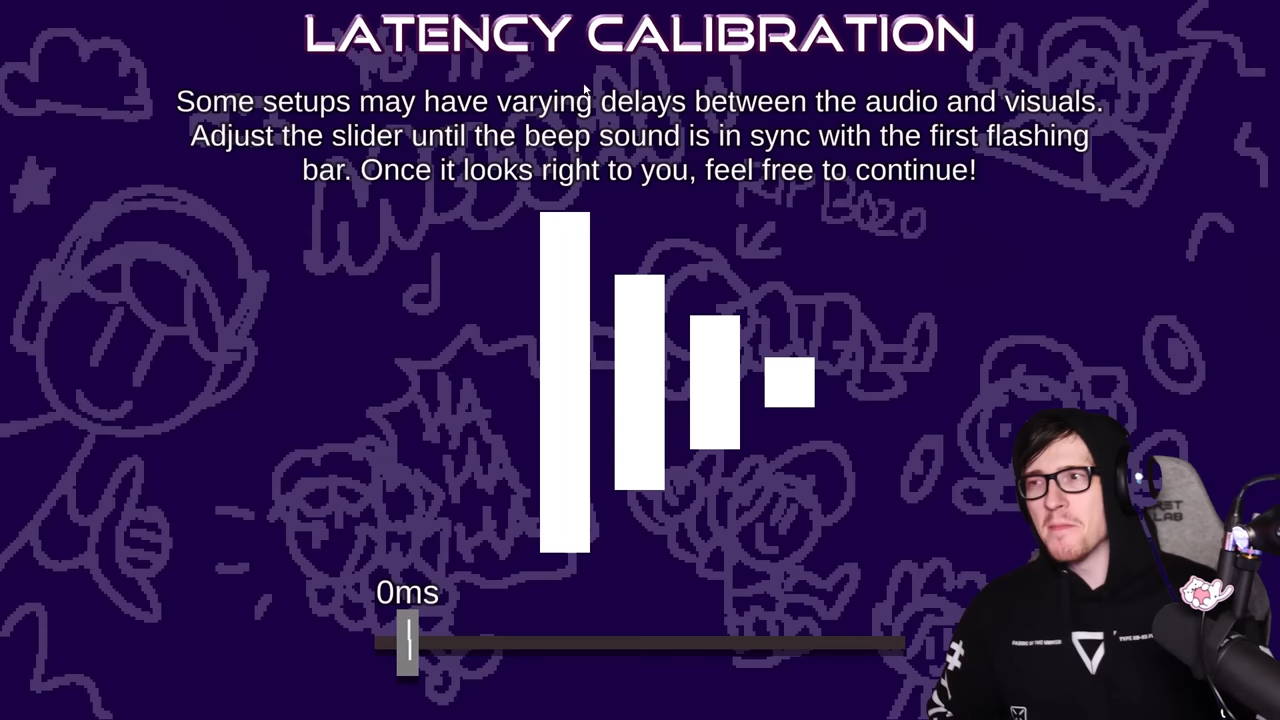 LATENCY CALIBRATION
Some setups may have varying delays between the audio and visuals.
Adjust the slider until the beep sound is in sync with the first flashing
bar. Once it looks right to you, feel free to continue!
0ms